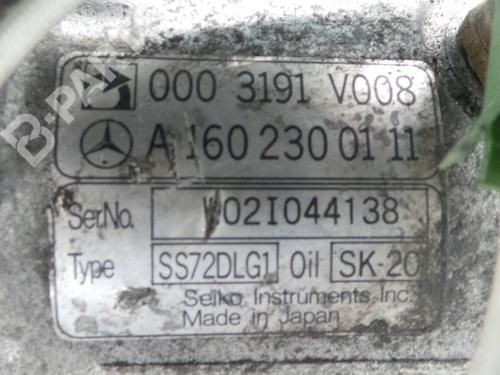 B-PARTS
000 3191 V008
A 160 230 01 11
Ser.No. W02I044138
Type SS72DLG1 Oil SK-20
Seiko Instruments Inc.
Made in Japan